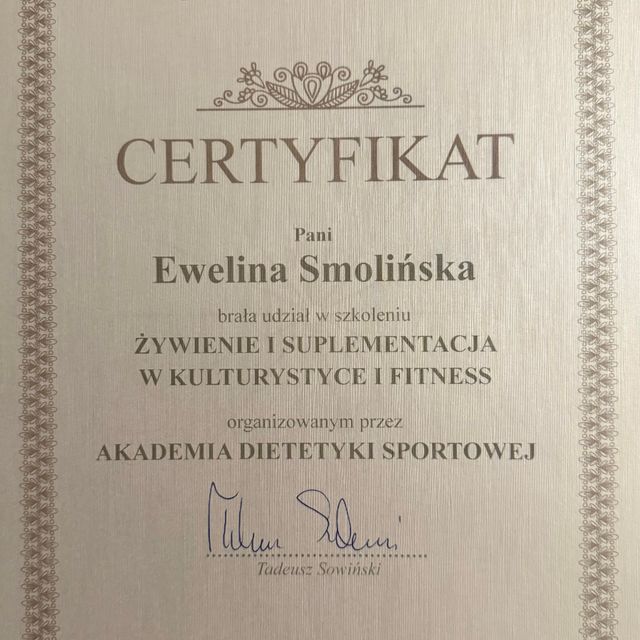 CERTYFIKAT
Pani
Ewelina Smolińska
brała udział w szkoleniu
ŻYWIENIE I SUPLEMENTACJA
W KULTURYSTYCE I FITNESS
organizowanym przez
AKADEMIA DIETETYKI SPORTOWEJ
Tadeusz Sowiński